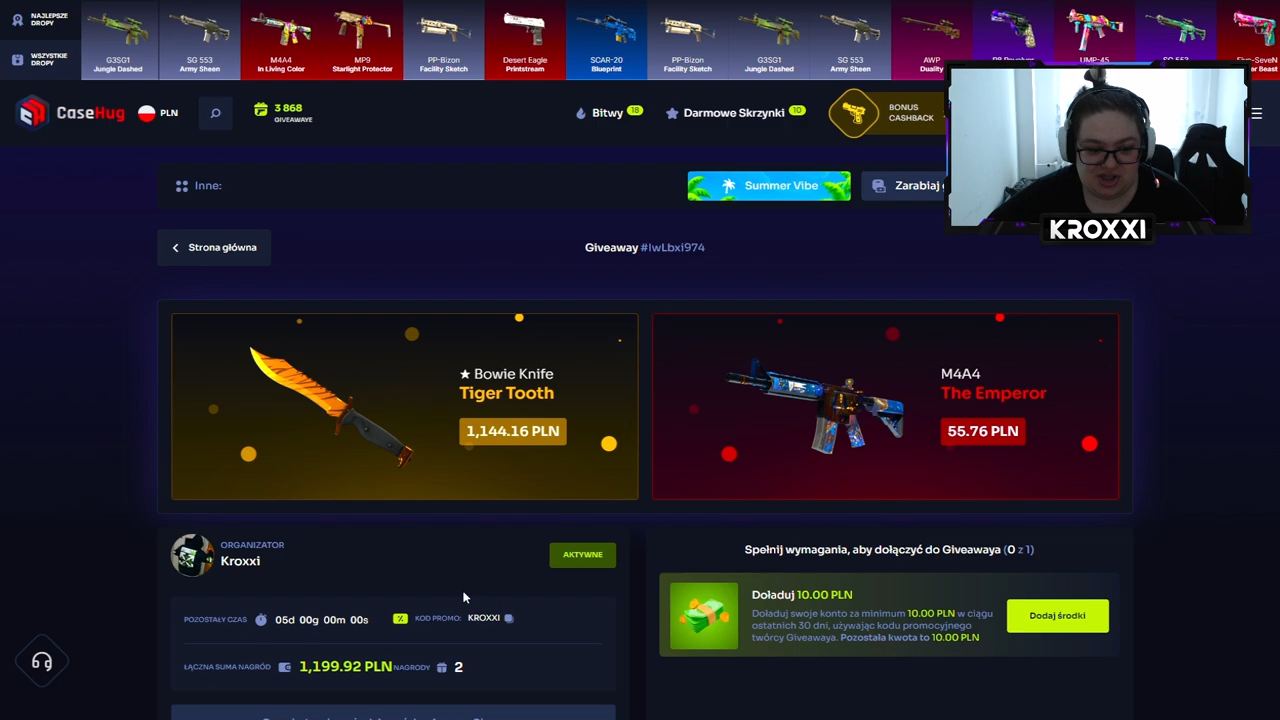 NAJLEPSZE
DROPY
WSZYSTKIE
DROPY
G3SG1
Jungle Dashed
SG 553
Army Sheen
M4A4
In Living Color
MP9
Starlight Protector
PP-Bizon
Facility Sketch
Desert Eagle
Printstream
SCAR-20
Blueprint
PP-Bizon
Facility Sketch
G3SG1
Jungle Dashed
SG 553
Army Sheen
AWP
CaseHug
PLN
3 868
GIVEAWAYE
Bitwy 18
Darmowe Skrzynki 10
BONUS
CASHBACK
Inne:
Summer Vibe
KROXXI
Strona główna
Giveaway #IwLbxi974
★ Bowie Knife
Tiger Tooth
1,144.16 PLN
M4A4
The Emperor
55.76 PLN
ORGANIZATOR
Kroxxi
AKTYWNE
POZOSTAŁY CZAS 05d 00g 00m 00s
KOD PROMO: KROXXI
ŁĄCZNA SUMA NAGRÓD 1,199.92 PLN
NAGRODY 2
Spełnij wymagania, aby dołączyć do Giveawaya (0 z 1)
Doładuj 10.00 PLN
Doładuj swoje konto za minimum 10.00 PLN w ciągu
ostatnich 30 dni, używając kodu promocyjnego
twórcy Giveawaya. Pozostała kwota to 10.00 PLN
Dodaj środki